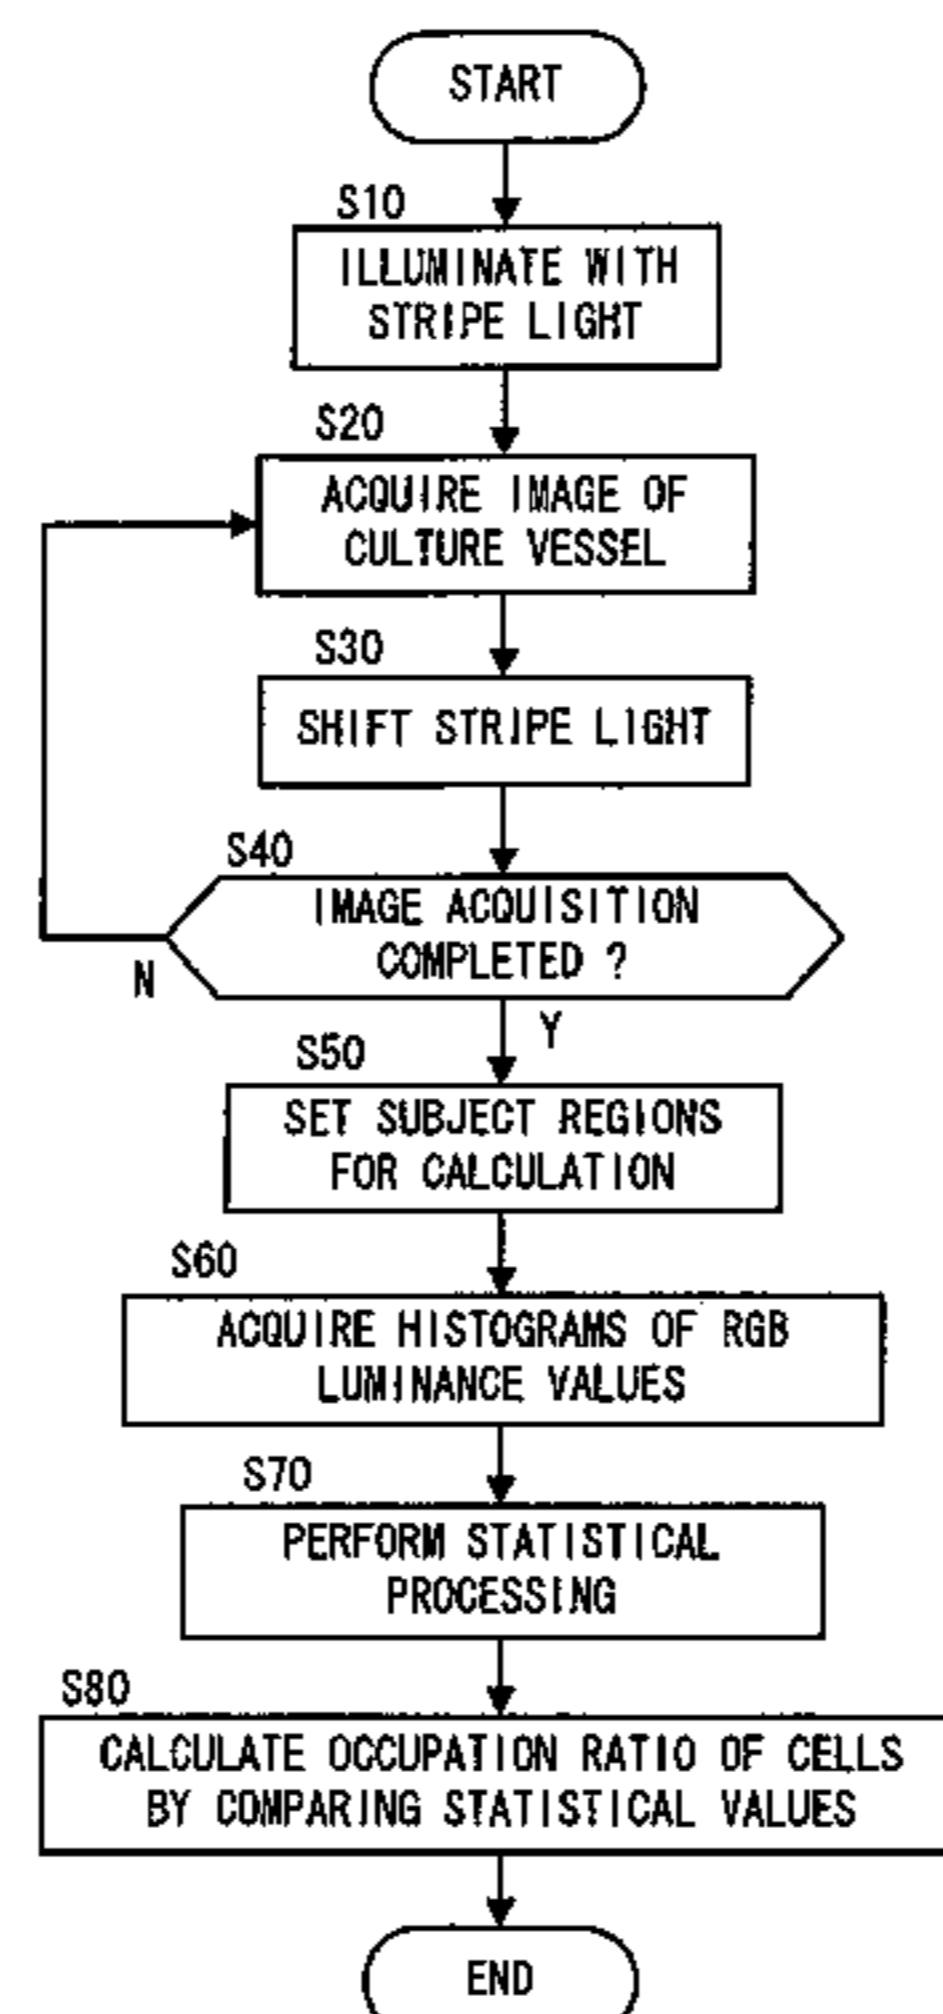 START
S10
ILLUMINATE WITH
STRIPE LIGHT
S20
ACQUIRE IMAGE OF
CULTURE VESSEL
S30
SHIFT STRIPE LIGHT
S40
IMAGE ACQUISITION
COMPLETED ?
N
Y
S50
SET SUBJECT REGIONS
FOR CALCULATION
S60
ACQUIRE HISTOGRAMS OF RGB
LUMINANCE VALUES
S70
PERFORM STATISTICAL
PROCESSING
S80
CALCULATE OCCUPATION RATIO OF CELLS
BY COMPARING STATISTICAL VALUES
END